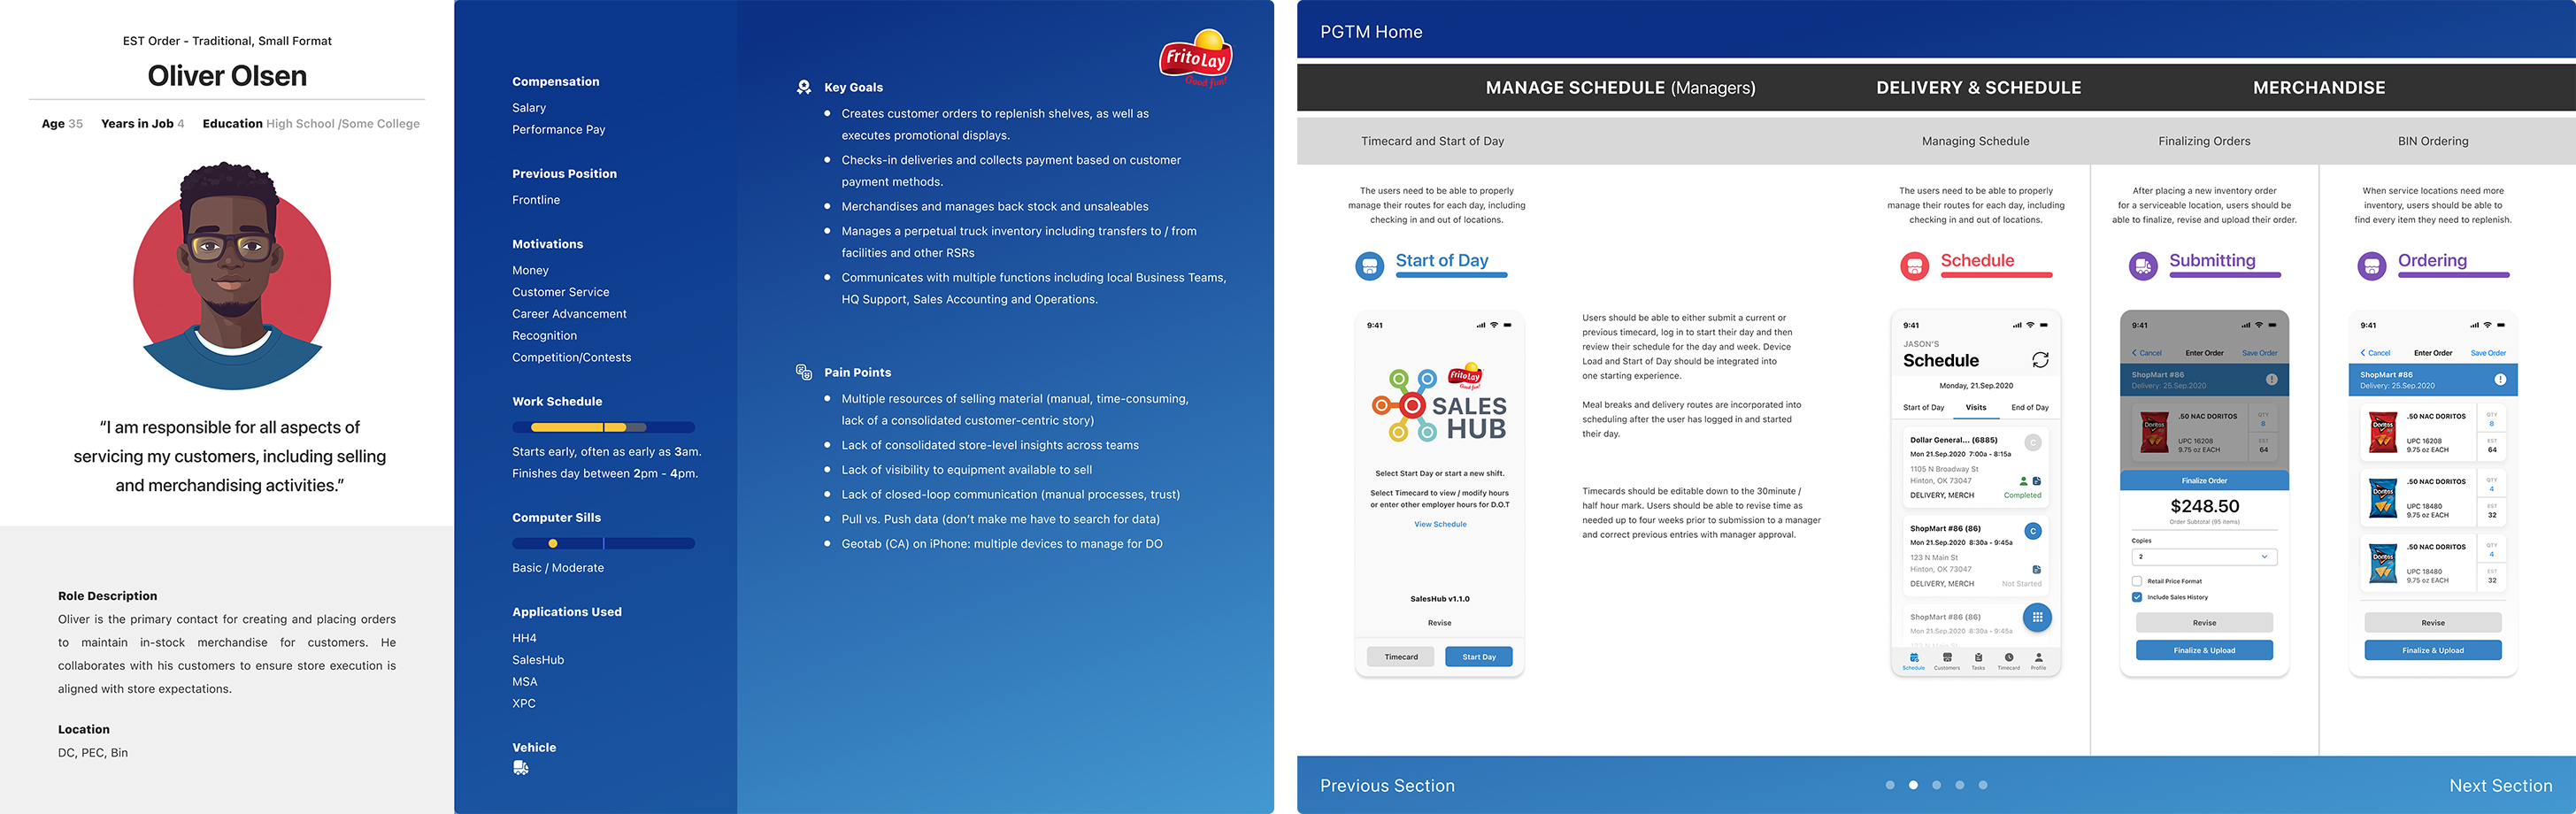 EST Order - Traditional, Small Format
Oliver Olsen
Age 35 Years in Job 4 Education High School /Some College
“I am responsible for all aspects of
servicing my customers, including selling
and merchandising activities.”
Role Description
Oliver is the primary contact for creating and placing orders
to maintain in-stock merchandise for customers. He
collaborates with his customers to ensure store execution is
aligned with store expectations.
Location
DC, PEC, Bin
Compensation
Salary
Performance Pay
Previous Position
Frontline
Motivations
Money
Customer Service
Career Advancement
Recognition
Competition/Contests
Work Schedule
Starts early, often as early as 3am.
Finishes day between 2pm - 4pm.
Computer Sills
Basic / Moderate
Applications Used
HH4
SalesHub
MSA
XPC
Vehicle
Frito Lay
Good fun!
Key Goals
Creates customer orders to replenish shelves, as well as
executes promotional displays.
Checks-in deliveries and collects payment based on customer
payment methods.
Merchandises and manages back stock and unsaleables
Manages a perpetual truck inventory including transfers to / from
facilities and other RSRs
Communicates with multiple functions including local Business Teams,
HQ Support, Sales Accounting and Operations.
Pain Points
Multiple resources of selling material (manual, time-consuming,
lack of a consolidated customer-centric story)
Lack of consolidated store-level insights across teams
Lack of visibility to equipment available to sell
Lack of closed-loop communication (manual processes, trust)
Pull vs. Push data (don’t make me have to search for data)
Geotab (CA) on iPhone: multiple devices to manage for DO
PGTM Home
MANAGE SCHEDULE (Managers)
DELIVERY & SCHEDULE
MERCHANDISE
Timecard and Start of Day
Managing Schedule
Finalizing Orders
BIN Ordering
The users need to be able to properly
manage their routes for each day, including
checking in and out of locations.
Start of Day
9:41
Frito Lay
Good fun!
SALES
HUB
Select Start Day or start a new shift.
Select Timecard to view / modify hours
or enter other employer hours for D.O.T
View Schedule
SalesHub v1.1.0
Revise
Timecard
Start Day
Users should be able to either submit a current or
previous timecard, log in to start their day and then
review their schedule for the day and week. Device
Load and Start of Day should be integrated into
one starting experience.
Meal breaks and delivery routes are incorporated into
scheduling after the user has logged in and started
their day.
Timecards should be editable down to the 30minute /
half hour mark. Users should be able to revise time as
needed up to four weeks prior to submission to a manager
and correct previous entries with manager approval.
The users need to be able to properly
manage their routes for each day, including
checking in and out of locations.
Schedule
9:41
JASON'S
Schedule
Monday, 21.Sep.2020
Start of Day Visits End of Day
Dollar General... (6885)
C
Mon 21.Sep.2020 7:00a - 8:15a
1105 N Broadway St
Hinton, OK 73047
DELIVERY, MERCH Completed
ShopMart #86 (86)
C
Mon 21.Sep.2020 8:30a - 9:45a
123 N Main St
Hinton, OK 73047
DELIVERY, MERCH Not Started
ShopMart #86 (86)
Mon 21.Sep.2020 8:30a - 9:45a
Schedule Customers Tasks Timecard Profile
After placing a new inventory order
for a serviceable location, users should be
able to finalize, revise and upload their order.
Submitting
9:41
Cancel Enter Order Save Order
ShopMart #86
Delivery: 25.Sep.2020
Doritos
.50 NAC DORITOS
QTY
8
UPC 16208
9.75 oz EACH
EST
64
Finalize Order
$248.50
Order Subtotal (95 items)
Copies
2
Retail Price Format
Include Sales History
Revise
Finalize & Upload
When service locations need more
inventory, users should be able to
find every item they need to replenish.
Ordering
9:41
Cancel Enter Order Save Order
ShopMart #86
Delivery: 25.Sep.2020
Doritos
.50 NAC DORITOS
QTY
8
UPC 16208
9.75 oz EACH
EST
64
Doritos
.50 NAC DORITOS
QTY
4
UPC 18480
9.75 oz EACH
EST
32
Doritos
.50 NAC DORITOS
QTY
4
UPC 18480
9.75 oz EACH
EST
32
Revise
Finalize & Upload
Previous Section
Next Section